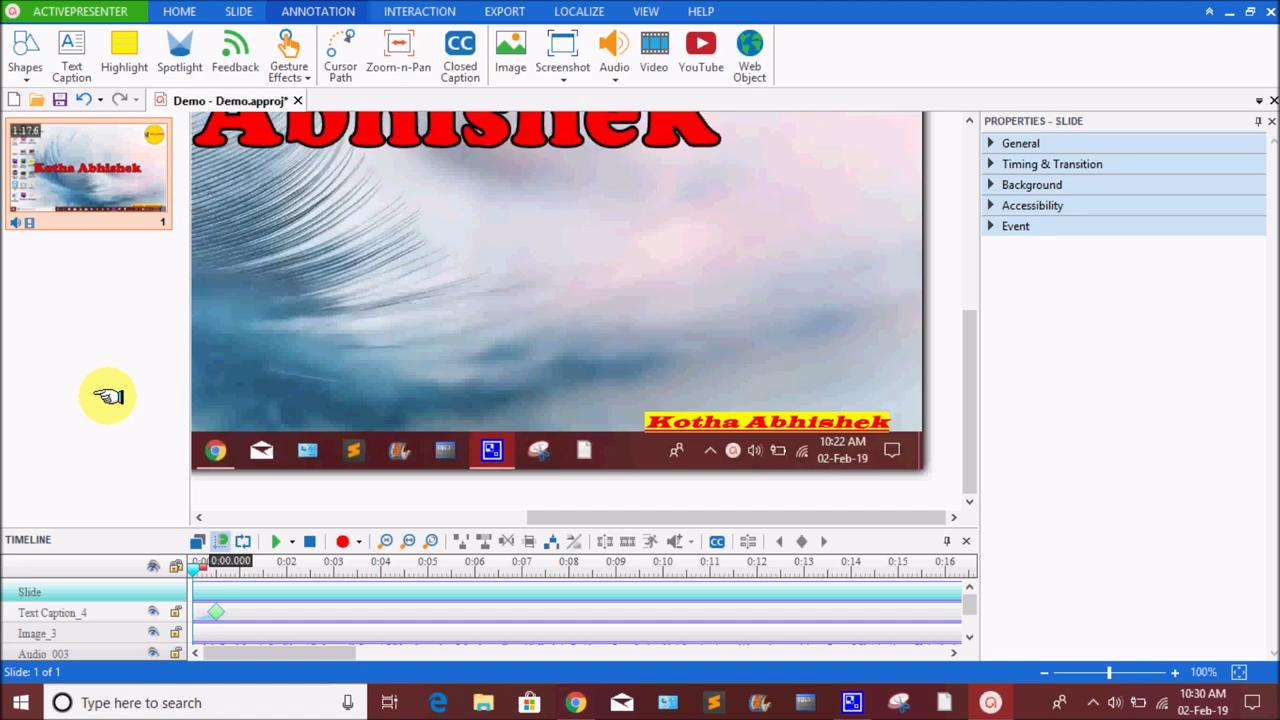 ACTIVEPRESENTER HOME SLIDE ANNOTATION INTERACTION EXPORT LOCALIZE VIEW HELP
Shapes Text Caption Highlight Spotlight Feedback Gesture Effects Cursor Path Zoom-n-Pan Closed Caption Image Screenshot Audio Video YouTube Web Object
CC
Demo - Demo.approj*
1:17.6
Kotha Abhishek
1
Abhishek
Kotha Abhishek
10:22 AM
02-Feb-19
PROPERTIES - SLIDE
General
Timing & Transition
Background
Accessibility
Event
TIMELINE
CC
0:00.000 0:02 0:03 0:04 0:05 0:06 0:07 0:08 0:09 0:10 0:11 0:12 0:13 0:14 0:15 0:16
Slide
Text Caption_4
Image_3
Audio_003
Slide: 1 of 1
100%
Type here to search
10:30 AM
02-Feb-19